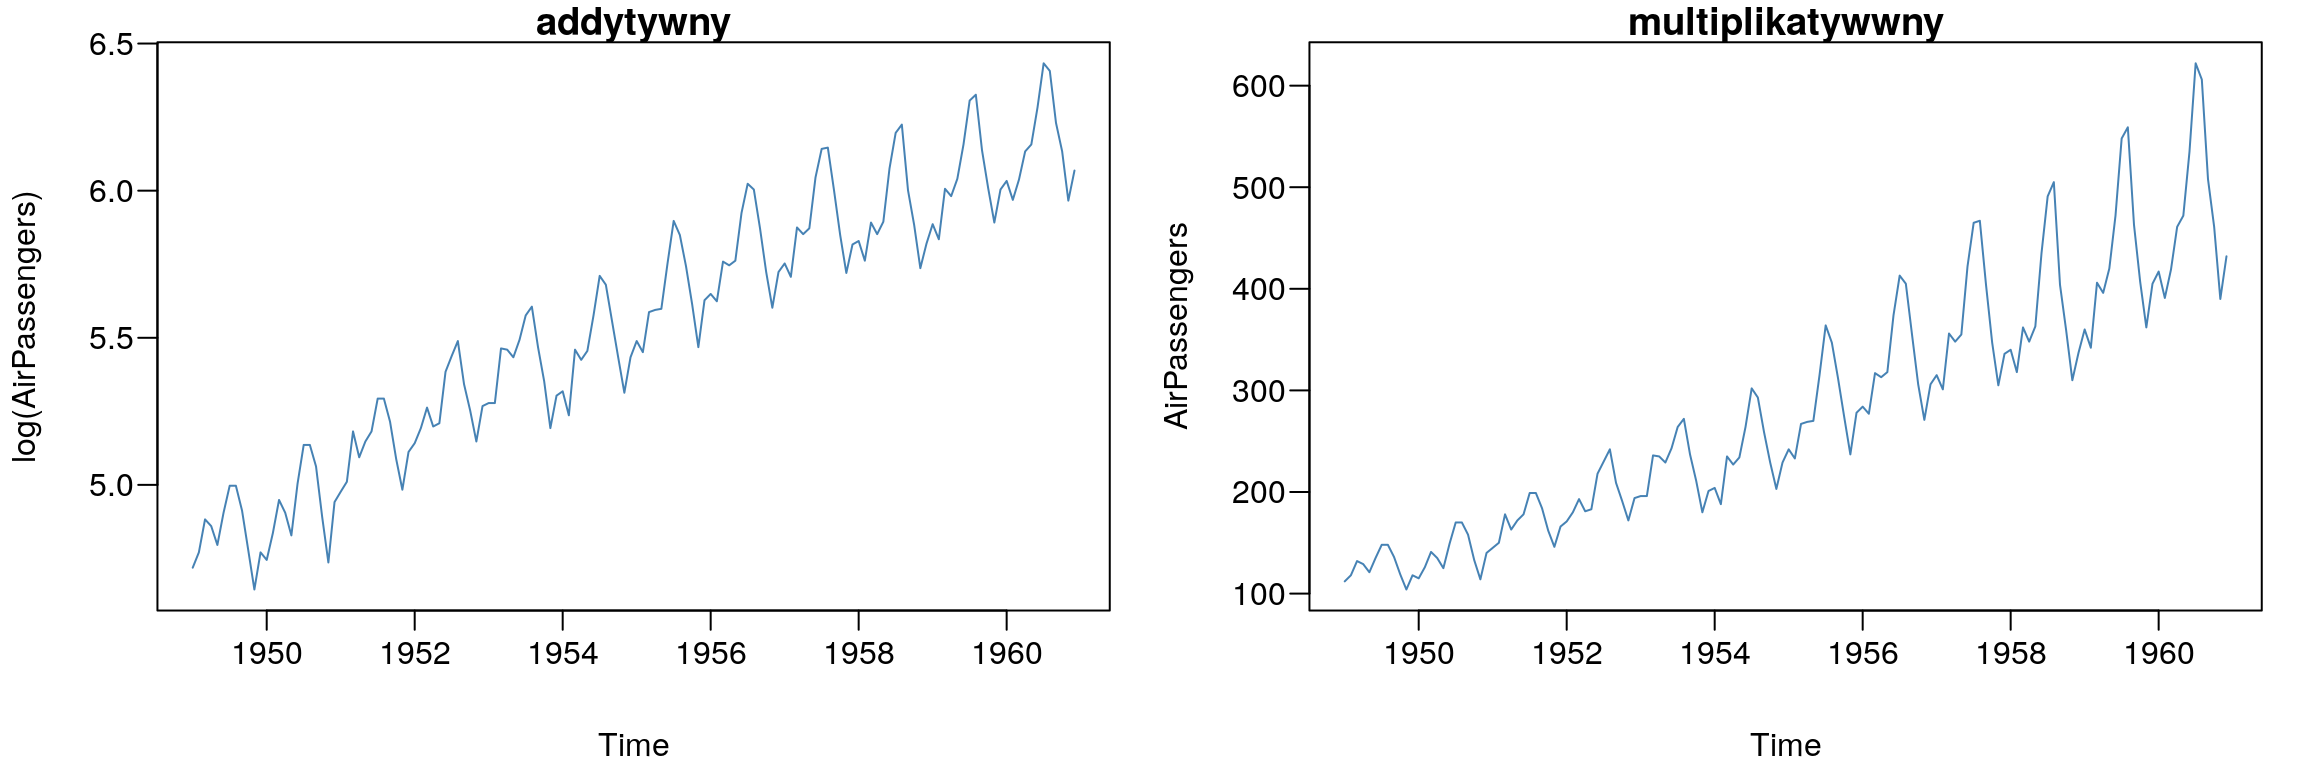 addytywny
log(AirPassengers)
6.5
6.0
5.5
5.0
1950 1952 1954 1956 1958 1960
Time
multiplikatywwny
AirPassengers
600
500
400
300
200
100
1950 1952 1954 1956 1958 1960
Time